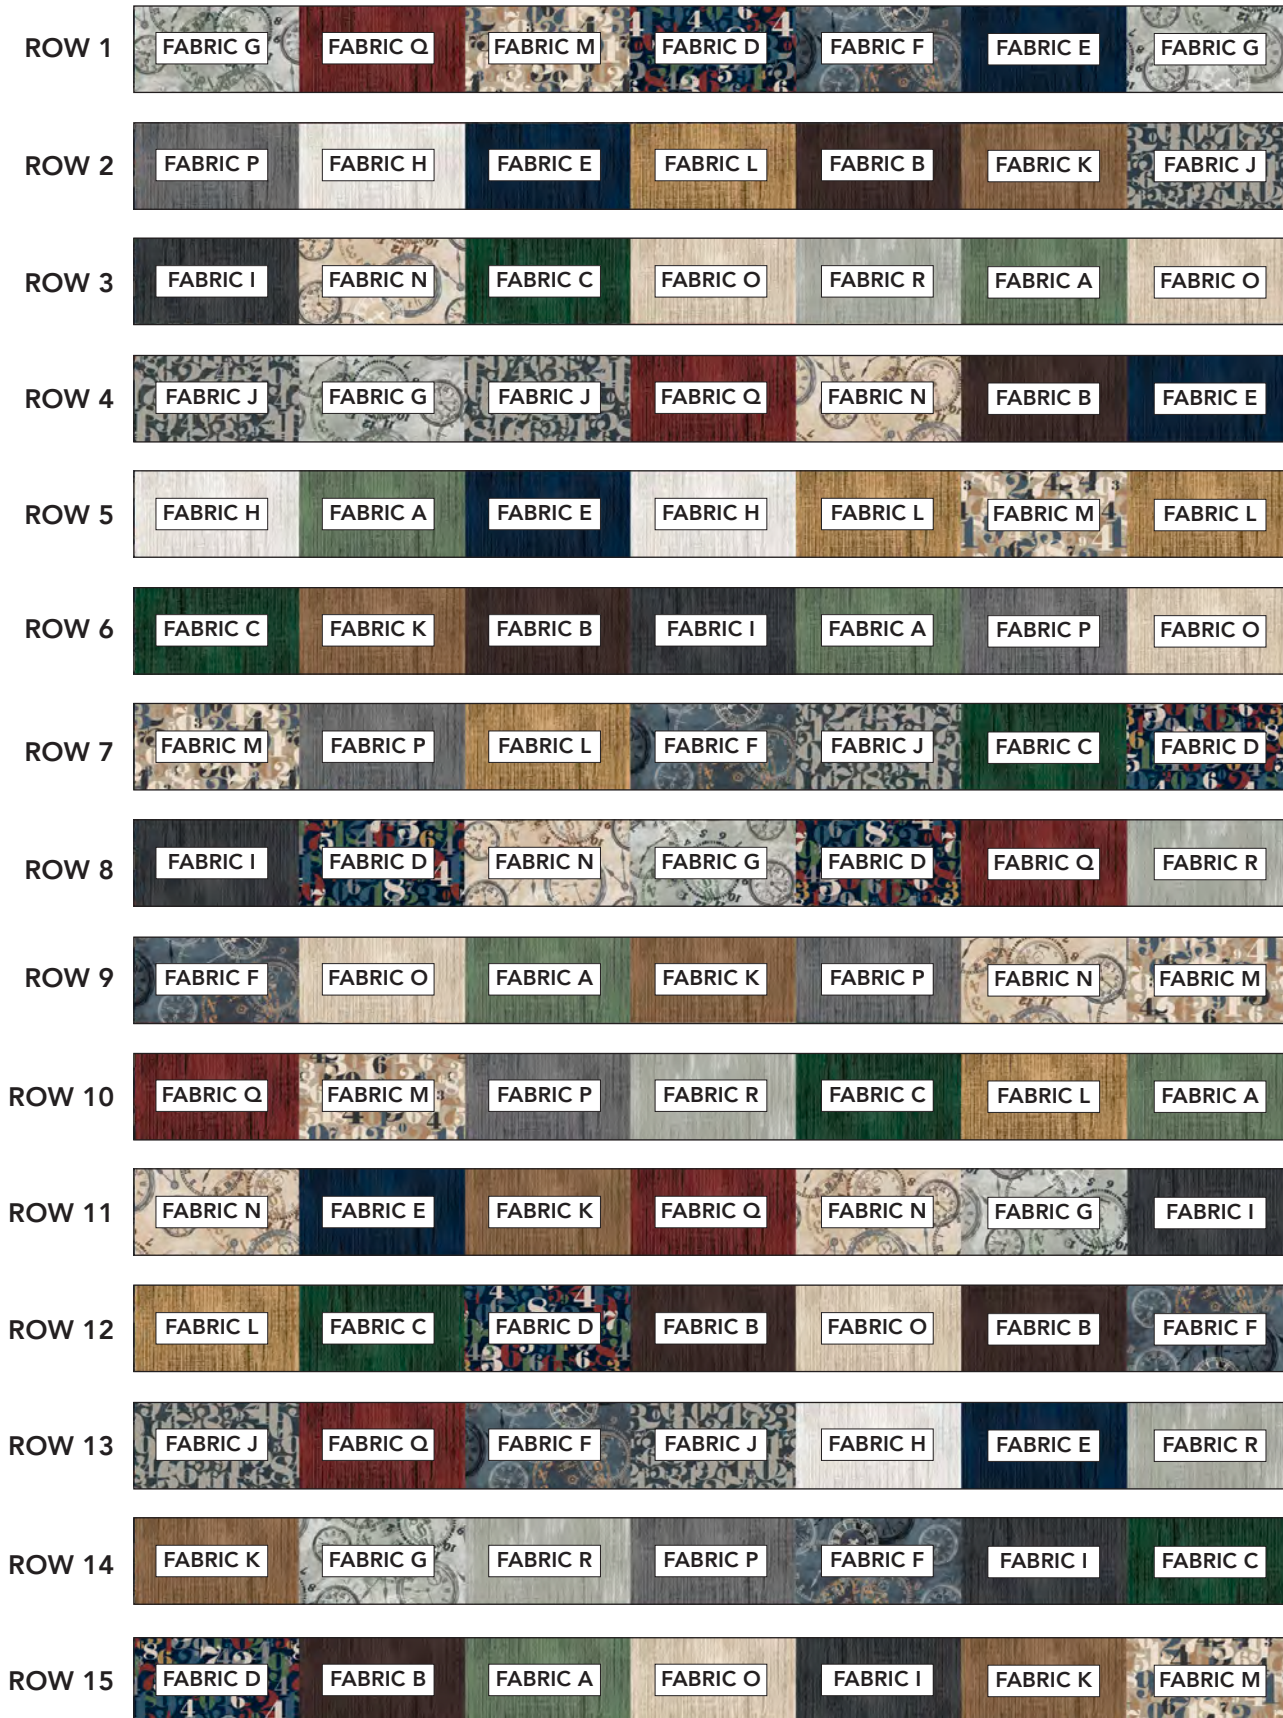 ROW 1 FABRIC G FABRIC Q FABRIC M FABRIC D FABRIC F FABRIC E FABRIC G
ROW 2 FABRIC P FABRIC H FABRIC E FABRIC L FABRIC B FABRIC K FABRIC J
ROW 3 FABRIC I FABRIC N FABRIC C FABRIC O FABRIC R FABRIC A FABRIC O
ROW 4 FABRIC J FABRIC G FABRIC J FABRIC Q FABRIC N FABRIC B FABRIC E
ROW 5 FABRIC H FABRIC A FABRIC E FABRIC H FABRIC L FABRIC M FABRIC L
ROW 6 FABRIC C FABRIC K FABRIC B FABRIC I FABRIC A FABRIC P FABRIC O
ROW 7 FABRIC M FABRIC P FABRIC L FABRIC F FABRIC J FABRIC C FABRIC D
ROW 8 FABRIC I FABRIC D FABRIC N FABRIC G FABRIC D FABRIC Q FABRIC R
ROW 9 FABRIC F FABRIC O FABRIC A FABRIC K FABRIC P FABRIC N FABRIC M
ROW 10 FABRIC Q FABRIC M FABRIC P FABRIC R FABRIC C FABRIC L FABRIC A
ROW 11 FABRIC N FABRIC E FABRIC K FABRIC Q FABRIC N FABRIC G FABRIC I
ROW 12 FABRIC L FABRIC C FABRIC D FABRIC B FABRIC O FABRIC B FABRIC F
ROW 13 FABRIC J FABRIC Q FABRIC F FABRIC J FABRIC H FABRIC E FABRIC R
ROW 14 FABRIC K FABRIC G FABRIC R FABRIC P FABRIC F FABRIC I FABRIC C
ROW 15 FABRIC D FABRIC B FABRIC A FABRIC O FABRIC I FABRIC K FABRIC M